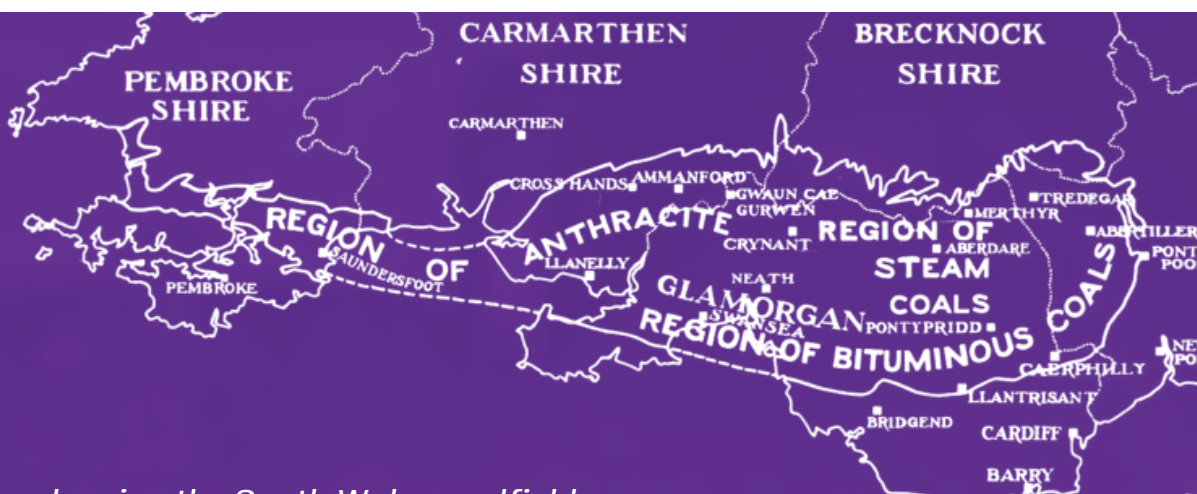 CARMARTHEN
SHIRE
BRECKNOCK
SHIRE
PEMBROKE
SHIRE
CARMARTHEN
CROSS HANDS
AMMANFORD
GWAUN CAE
GURWEN
TREDEGAR
MERTHYR
REGION OF ANTHRACITE
CRYNANT
REGION OF
STEAM
COALS
ABERDARE
SAUNDERSFOOT
LLANELLY
PEMBROKE
NEATH
GLAMORGAN
SWANSEA
PONTYPRIDD
REGION OF BITUMINOUS COALS
CAERPHILLY
LLANTRISANT
BRIDGEND
CARDIFF
BARRY